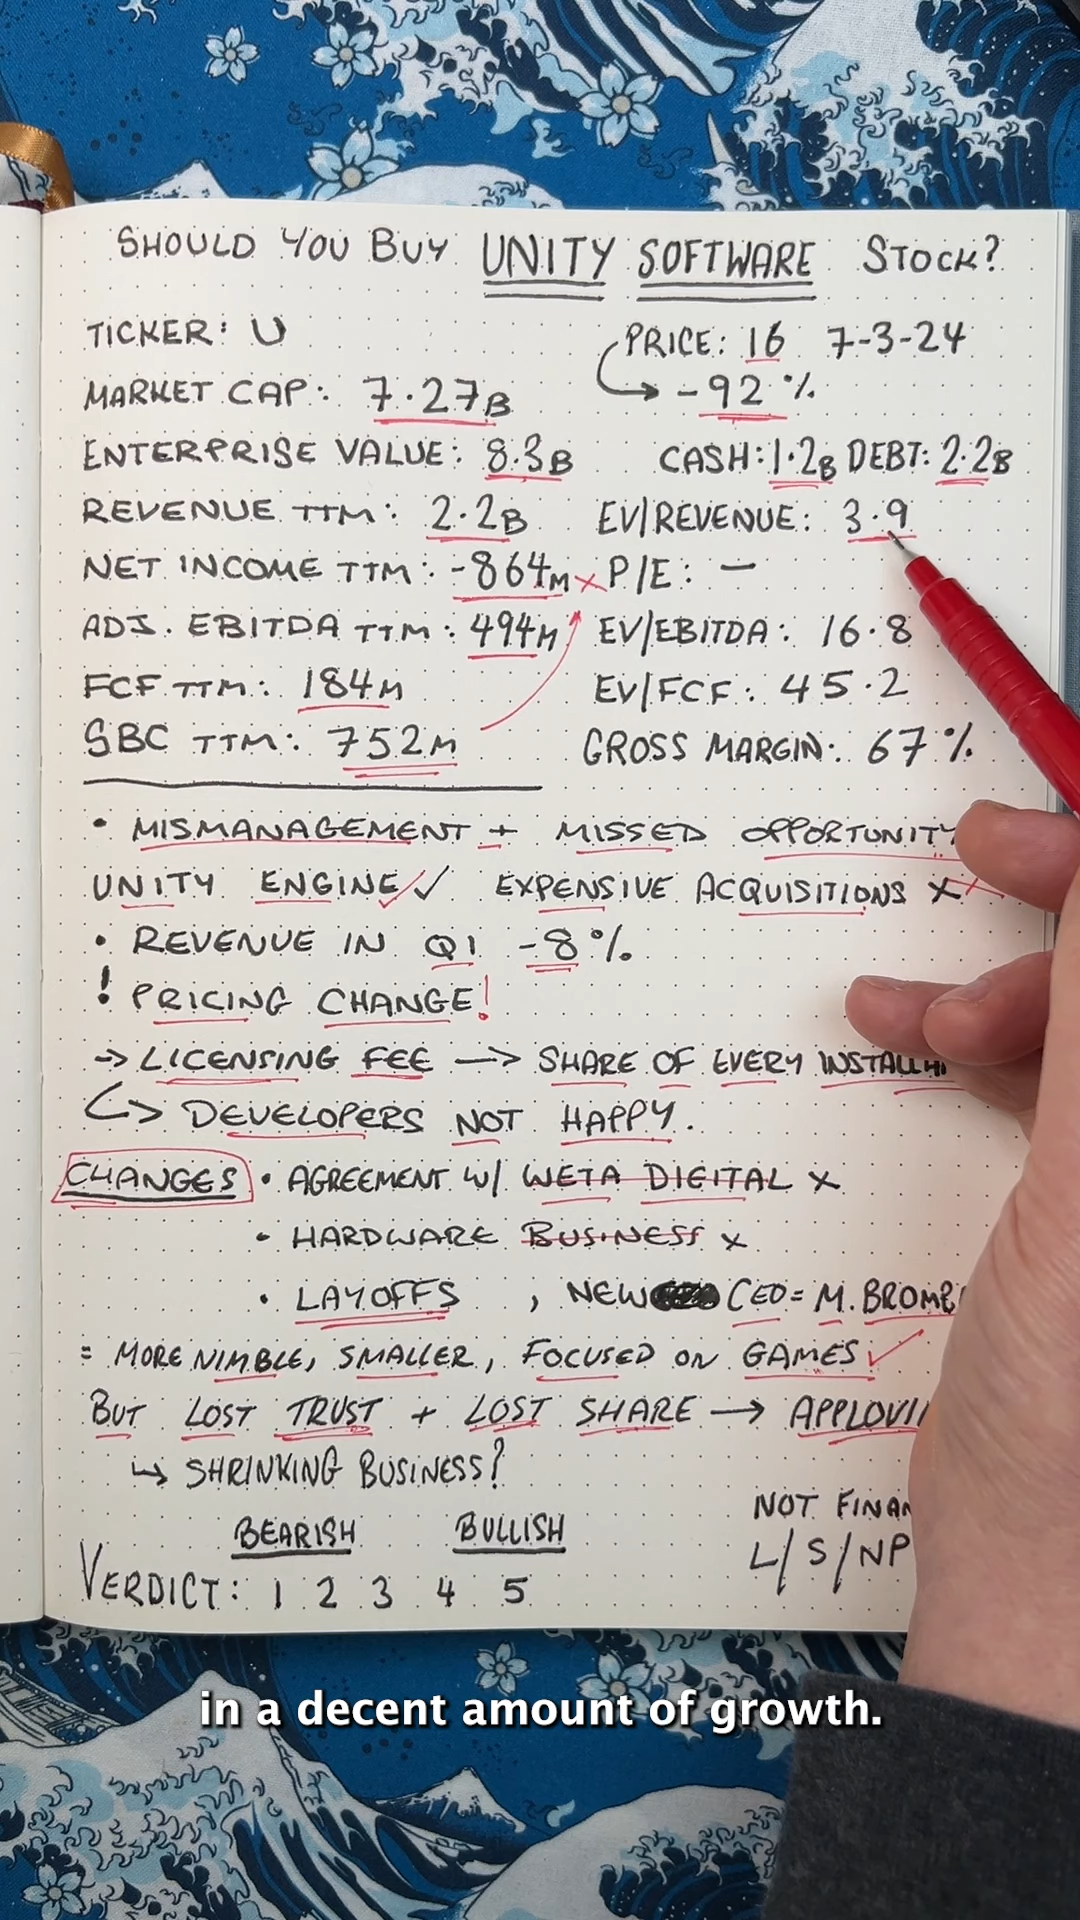 SHOULD YOU BUY UNITY SOFTWARE STOCK?
TICKER: U
PRICE: 16 7-3-24
MARKET CAP: 7.27B
-92%
ENTERPRISE VALUE: 8.3B
CASH: 1.2B DEBT: 2.2B
REVENUE TTM: 2.2B
EV/REVENUE: 3.9
NET INCOME TTM: -864M x
P/E: —
ADJ. EBITDA TTM: 494M
EV/EBITDA: 16.8
FCF TTM: 184M
EV/FCF: 45.2
SBC TTM: 752M
GROSS MARGIN: 67%
• MISMANAGEMENT + MISSED OPPORTUNITY
UNITY ENGINE ✓ EXPENSIVE ACQUISITIONS x
• REVENUE IN Q1 -8%
! PRICING CHANGE!
→ LICENSING FEE → SHARE OF EVERY
↳ DEVELOPERS NOT HAPPY.
CHANGES • AGREEMENT W/ WETA DIGITAL x
• HARDWARE BUSINESS x
• LAYOFFS , NEW CEO = M.
= MORE NIMBLE, SMALLER, FOCUSED ON GAMES ✓
BUT LOST TRUST + LOST SHARE →
↳ SHRINKING BUSINESS?
NOT
BEARISH BULLISH
L/S/NP
VERDICT: 1 2 3 4 5
in a decent amount of growth.